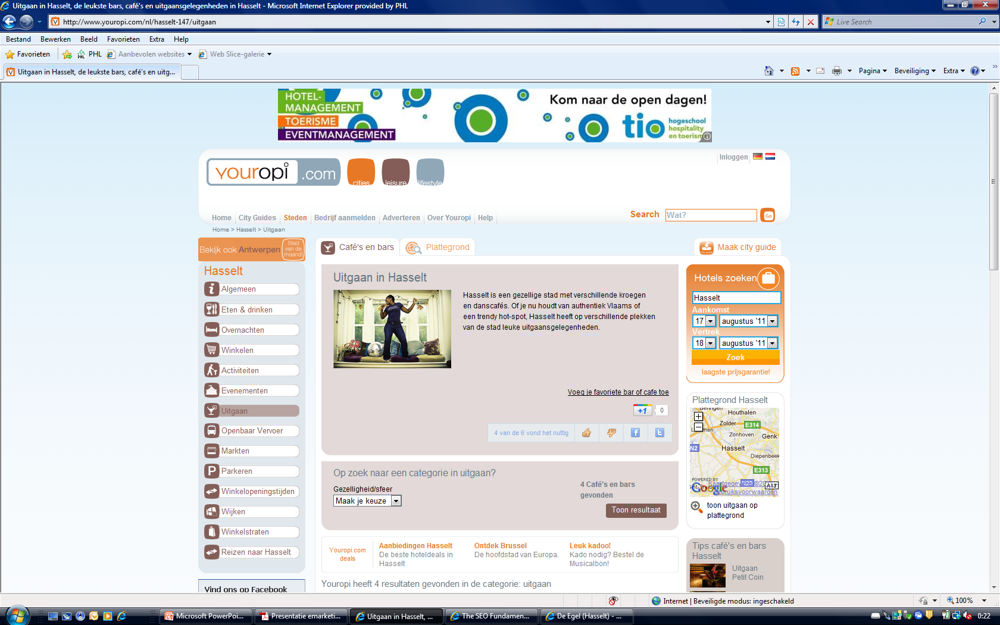 Uitgaan in Hasselt, de leukste bars, café's en uitgaansgelegenheden in Hasselt - Microsoft Internet Explorer provided by PHL
http://www.youropi.com/nl/hasselt-147/uitgaan
Live Search
Bestand Bewerken Beeld Favorieten Extra Help
Favorieten PHL Aanbevolen websites Web Slice-galerie
Uitgaan in Hasselt, de leukste bars, café's en uitg...
Pagina Beveiliging Extra
HOTEL-
MANAGEMENT
TOERISME
EVENTMANAGEMENT
Kom naar de open dagen!
tio
hogeschool
hospitality
en toerism
youropi.com
cities leisure lifestyle
Inloggen
Home City Guides Steden Bedrijf aanmelden Adverteren Over Youropi Help
Search Wat? Go
Home > Hasselt > Uitgaan
Bekijk ook Antwerpen
Stad
van de
maand!
Hasselt
Algemeen
Eten & drinken
Overnachten
Winkelen
Activiteiten
Evenementen
Uitgaan
Openbaar Vervoer
Markten
Parkeren
Winkelopeningstijden
Wijken
Winkelstraten
Reizen naar Hasselt
Vind ons op Facebook
Café's en bars Plattegrond
Maak city guide
Uitgaan in Hasselt
Hasselt is een gezellige stad met verschillende kroegen
en danscafés. Of je nu houdt van authentiek Vlaams of
een trendy hot-spot, Hasselt heeft op verschillende plekken
van de stad leuke uitgaansgelegenheden.
Voeg je favoriete bar of cafe toe
+1 0
4 van de 6 vond het nuttig
Op zoek naar een categorie in uitgaan?
Gezelligheid/sfeer
Maak je keuze
4 Café's en bars
gevonden
Toon resultaat
Youropi.com
deals
Aanbiedingen Hasselt
De beste hoteldeals in
Hasselt
Ontdek Brussel
De hoofdstad van Europa.
Leuk kadoo!
Kado nodig? Bestel de
Musicalbon!
Youropi heeft 4 resultaten gevonden in de categorie: uitgaan
Hotels zoeken
Hasselt
Aankomst
17 augustus '11
Vertrek
18 augustus '11
Zoek
laagste prijsgarantie!
Plattegrond Hasselt
Beringen Houthalen
Zolder E314
Zonhoven
Genk
N2 Hasselt
Diepenbeek
E313
POWERED BY
Google
A13
toon uitgaan op
plattegrond
Tips café's en bars
Hasselt
Uitgaan
Petit Coin
Internet | Beveiligde modus: ingeschakeld
100%
Microsoft PowerPoi...
Presentatie emarketi...
Uitgaan in Hasselt, ...
The SEO Fundamen...
De Egel (Hasselt) - ...
0:22